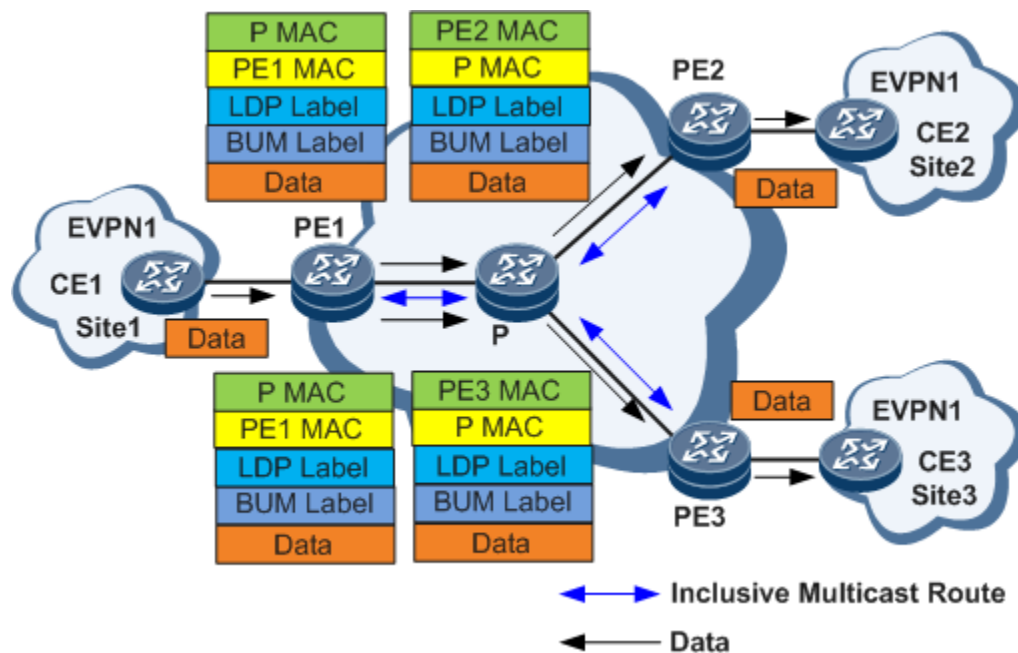 P MAC
PE1 MAC
LDP Label
BUM Label
Data
PE2 MAC
P MAC
LDP Label
BUM Label
Data
PE2
EVPN1
CE2
Site2
Data
EVPN1
CE1
Site1
Data
PE1
P
P MAC
PE1 MAC
LDP Label
BUM Label
Data
PE3 MAC
P MAC
LDP Label
BUM Label
Data
Data
PE3
EVPN1
CE3
Site3
Inclusive Multicast Route
Data